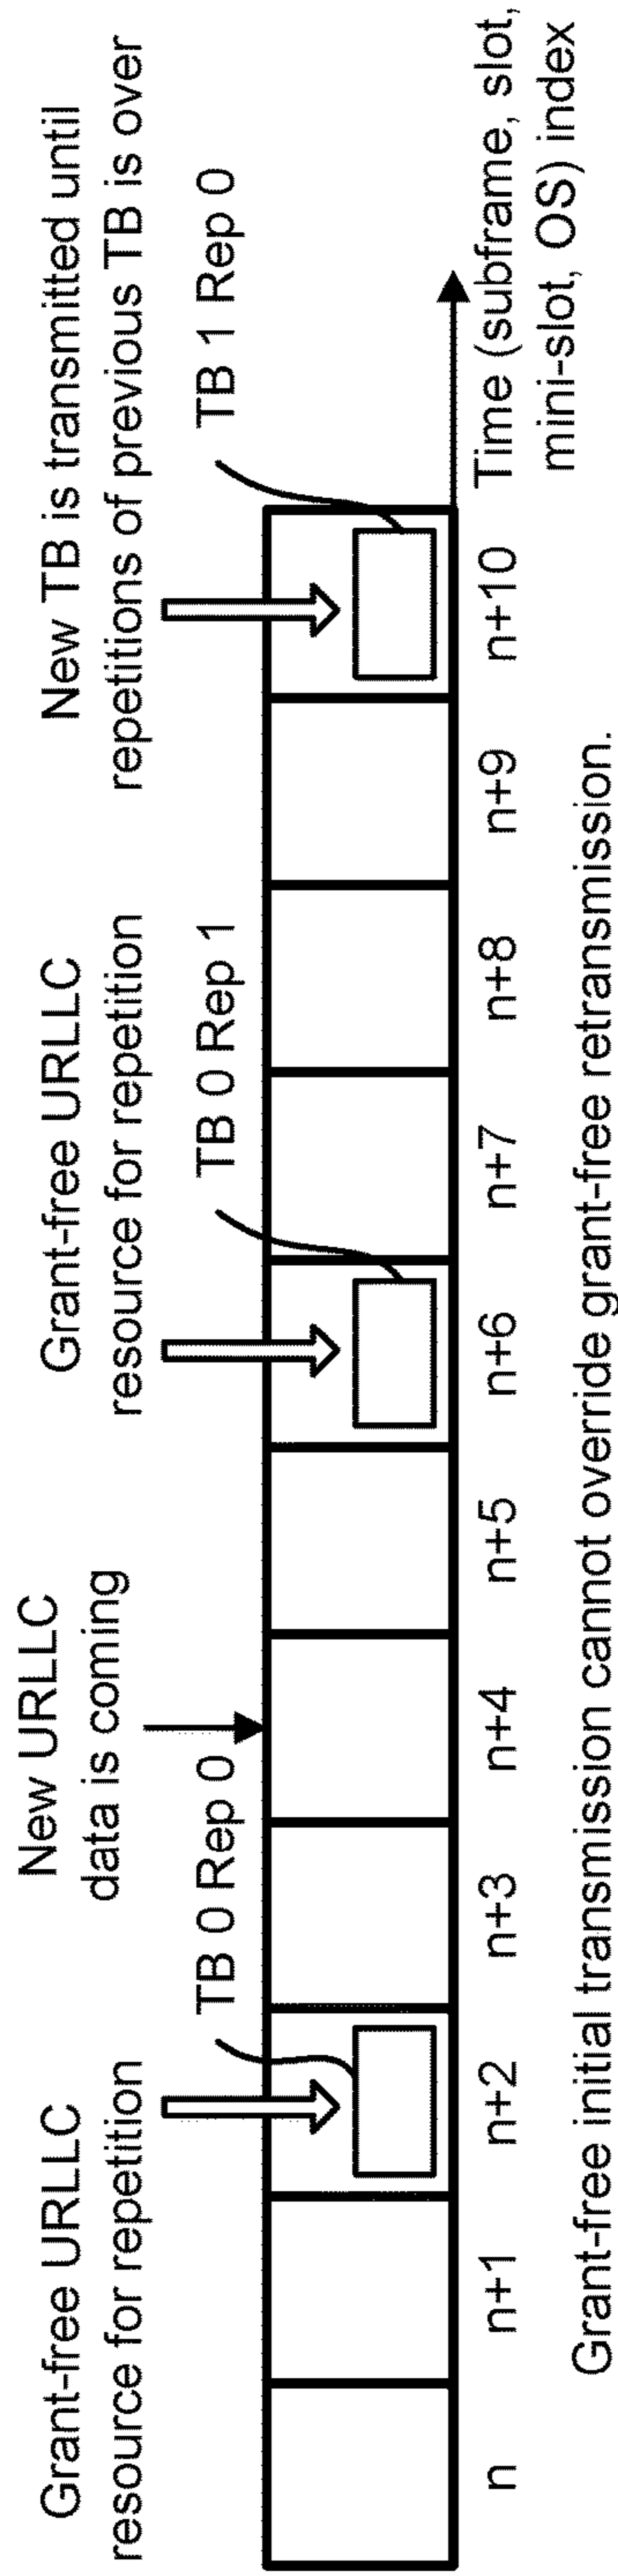 Grant-free URLLC
resource for repetition
TB 0 Rep 0
New URLLC
data is coming
Grant-free URLLC
resource for repetition
TB 0 Rep 1
New TB is transmitted until
repetitions of previous TB is over
TB 1 Rep 0
n n+1 n+2 n+3 n+4 n+5 n+6 n+7 n+8 n+9 n+10
Time (subframe, slot,
mini-slot, OS) index
Grant-free initial transmission cannot override grant-free retransmission.